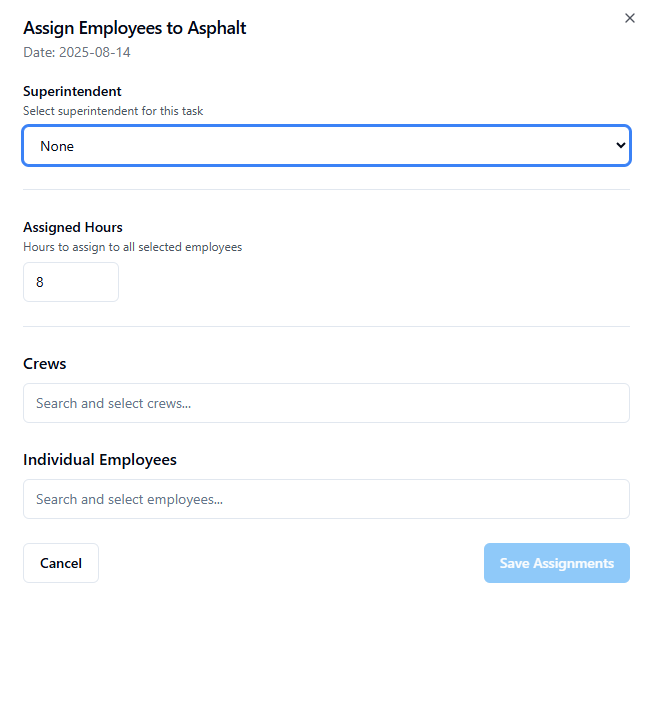 Assign Employees to Asphalt
Date: 2025-08-14
Superintendent
Select superintendent for this task
None
Assigned Hours
Hours to assign to all selected employees
8
Crews
Search and select crews...
Individual Employees
Search and select employees...
Cancel
Save Assignments